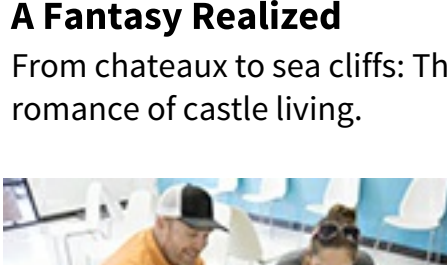 A Fantasy Realized
From chateaux to sea cliffs: Th
romance of castle living.